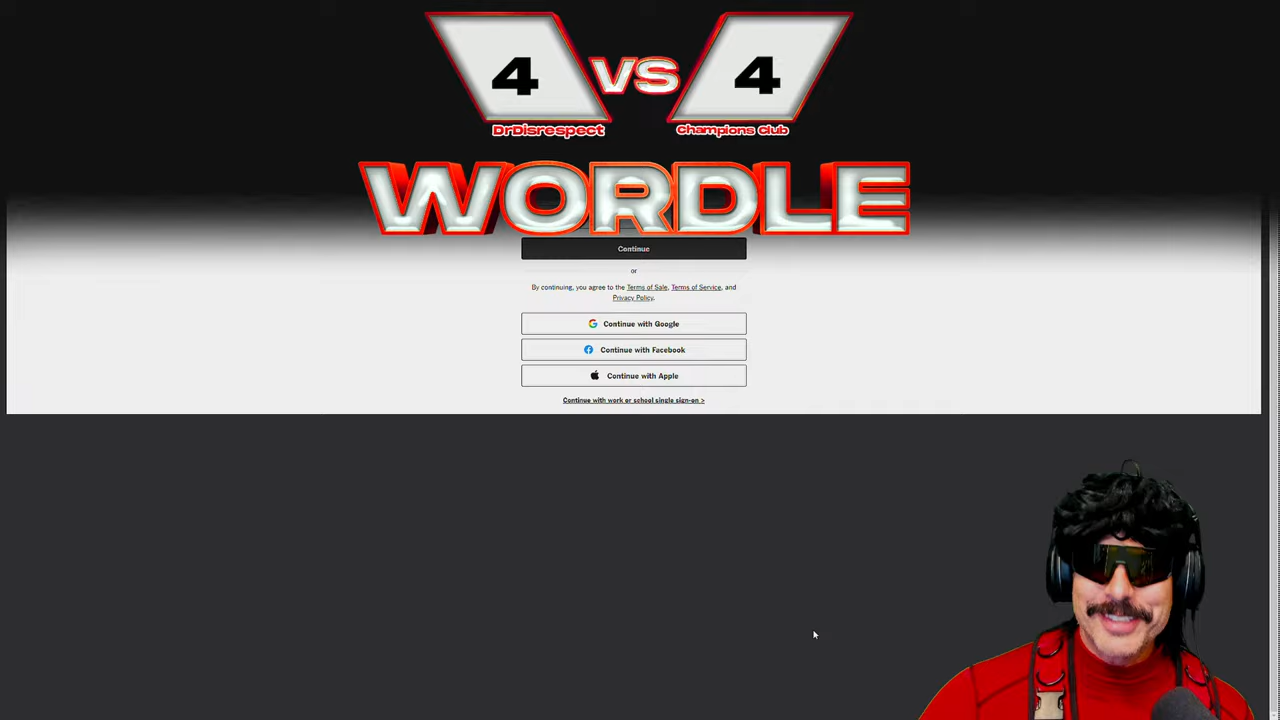 4 VS 4
DrDisrespect
Champions Club
WORDLE
Continue
or
By continuing, you agree to the Terms of Sale, Terms of Service, and
Privacy Policy.
Continue with Google
Continue with Facebook
Continue with Apple
Continue with work or school single sign-on >